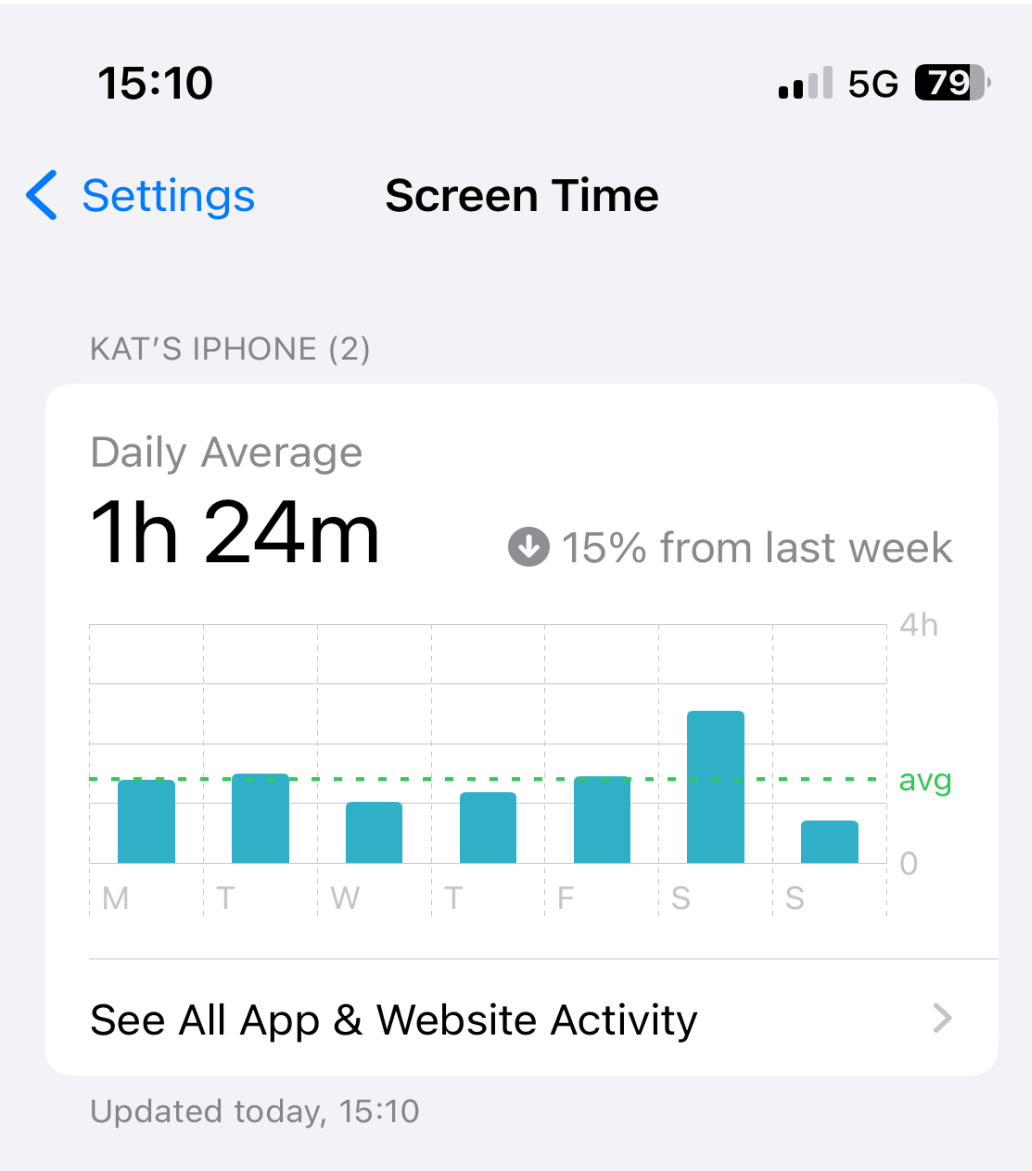 15:10 5G 79
Settings Screen Time
KAT’S IPHONE (2)
Daily Average
1h 24m 15% from last week
4h
avg
0
M T W T F S S
See All App & Website Activity
Updated today, 15:10